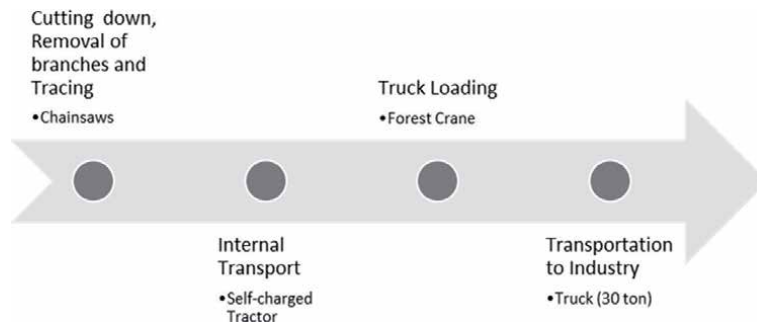 Cutting down,
Removal of
branches and
Tracing
•Chainsaws
Internal
Transport
•Self-charged
Tractor
Truck Loading
•Forest Crane
Transportation
to Industry
•Truck (30 ton)